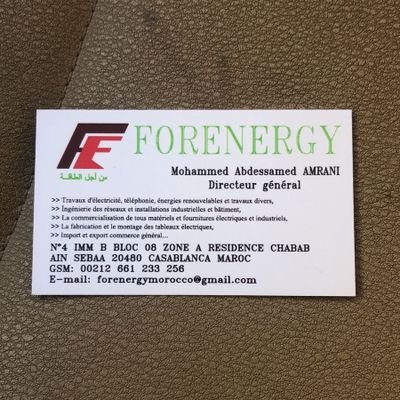 FE FORENERGY
من أجل الطاقة
Mohammed Abdessamed AMRANI
Directeur général
>> Travaux d'électricité, téléphonie, énergies renouvelables et travaux divers,
>> Ingénierie des réseaux et installations industrielles et bâtiment,
>> La commercialisation de tous matériels et fournitures électriques et industriels,
>> La fabrication et le montage des tableaux électriques,
>> Import et export commerce général...
N°4 IMM B BLOC 08 ZONE A RESIDENCE CHABAB
AIN SEBAA 20480 CASABLANCA MAROC
GSM: 00212 661 233 256
E-mail: forenergymorocco@gmail.com